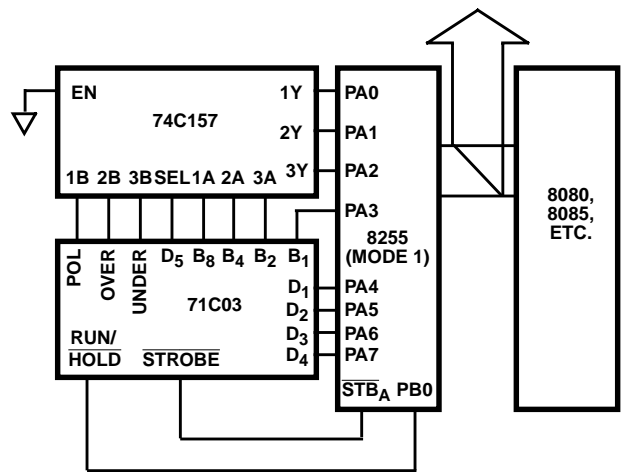 EN 1Y PA0
74C157
2Y PA1
3Y PA2
1B 2B 3B SEL 1A 2A 3A
PA3
8255
(MODE 1)
8080,
8085,
ETC.
POL OVER UNDER D5 B8 B4 B2 B1
71C03
D1 PA4
D2 PA5
D3 PA6
D4 PA7
RUN/
HOLD STROBE
STBA PB0